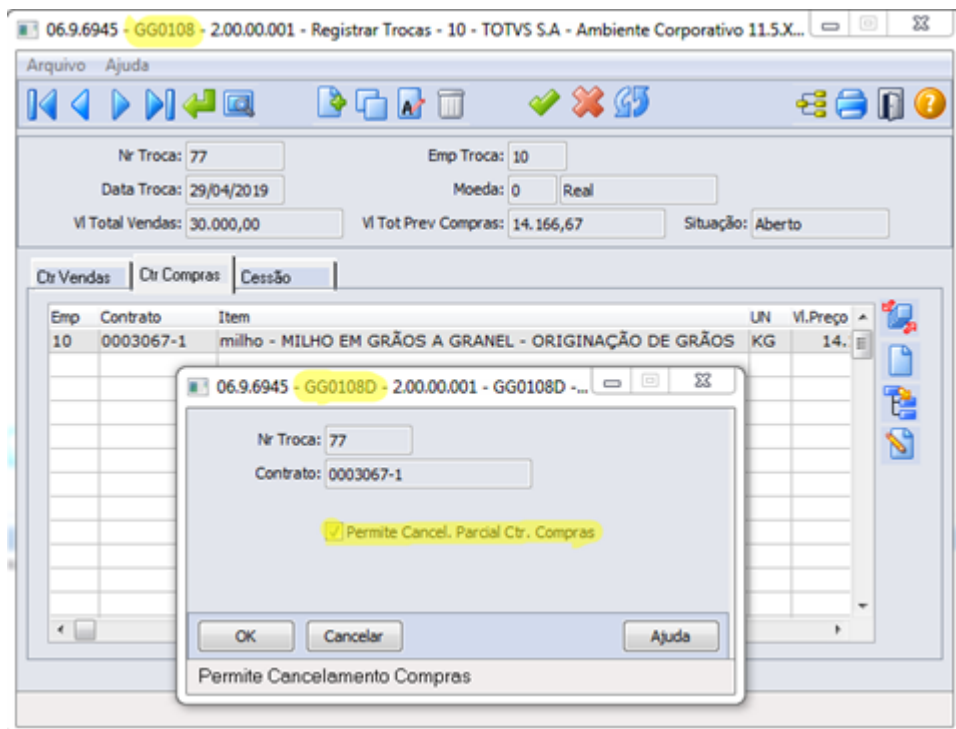 06.9.6945 - GG0108 - 2.00.00.001 - Registrar Trocas - 10 - TOTVS S.A - Ambiente Corporativo 11.5.X...
Arquivo Ajuda
Nr Troca: 77 Emp Troca: 10
Data Troca: 29/04/2019 Moeda: 0 Real
Vl Total Vendas: 30.000,00 Vl Tot Prev Compras: 14.166,67 Situação: Aberto
Ctr Vendas Ctr Compras Cessão
Emp Contrato Item UN Vl.Preço
10 0003067-1 milho - MILHO EM GRÃOS A GRANEL - ORIGINAÇÃO DE GRÃOS KG 14.
06.9.6945 - GG0108D - 2.00.00.001 - GG0108D -...
Nr Troca: 77
Contrato: 0003067-1
Permite Cancel. Parcial Ctr. Compras
OK Cancelar Ajuda
Permite Cancelamento Compras